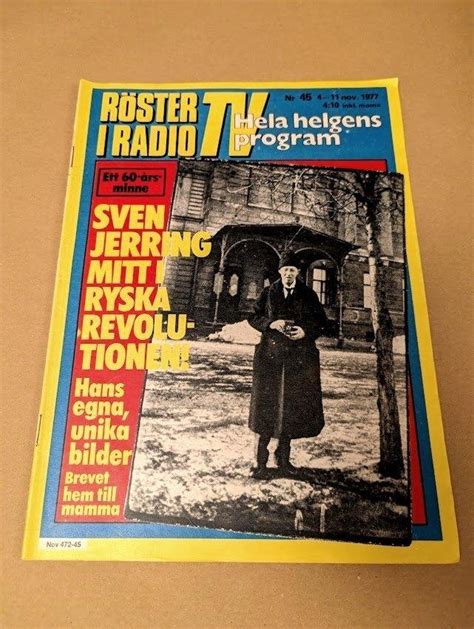 RÖSTER
I RADIO
TV
Nr 45 4–11 nov. 1977
4:10 inkl. moms
Hela helgens
program
Ett 60-års-
minne
SVEN
JERRING
MITT I
RYSKA
REVOLU-
TIONEN!
Hans
egna,
unika
bilder
Brevet
hem till
mamma
Nov 472-45